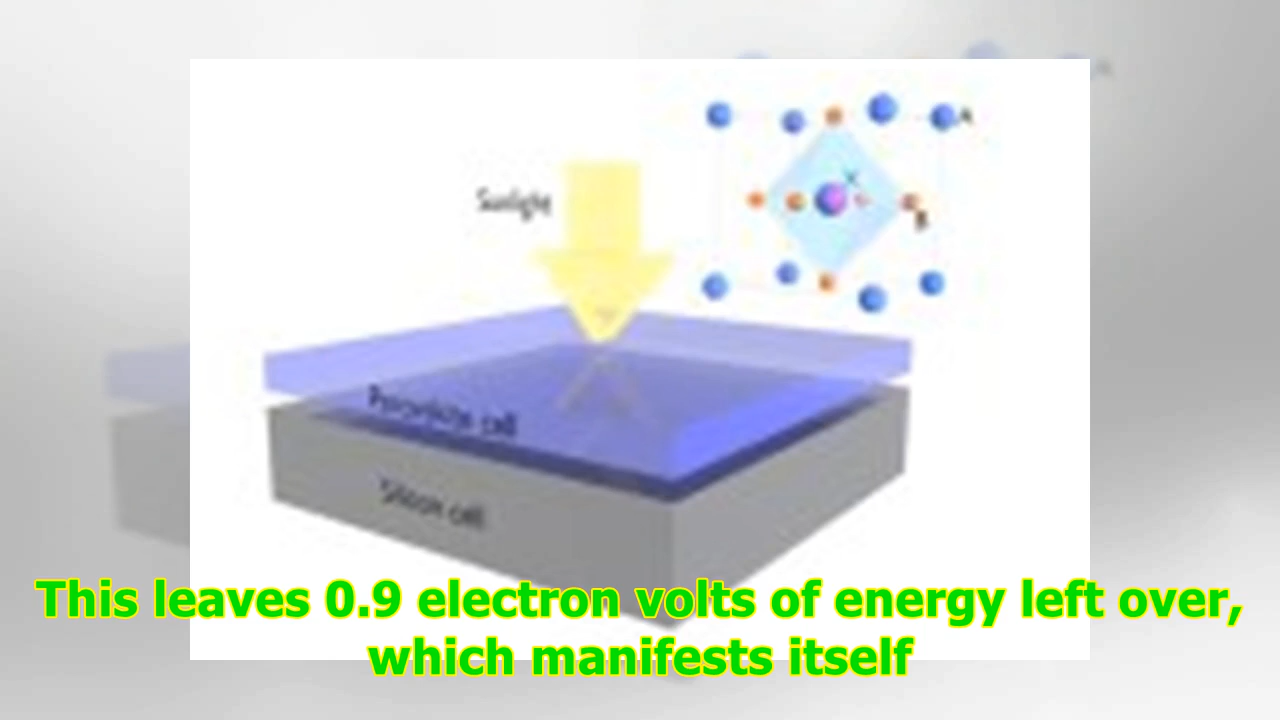 A
X
Sunlight
B
Perovskite cell
Silicon cell
This leaves 0.9 electron volts of energy left over,
which manifests itself